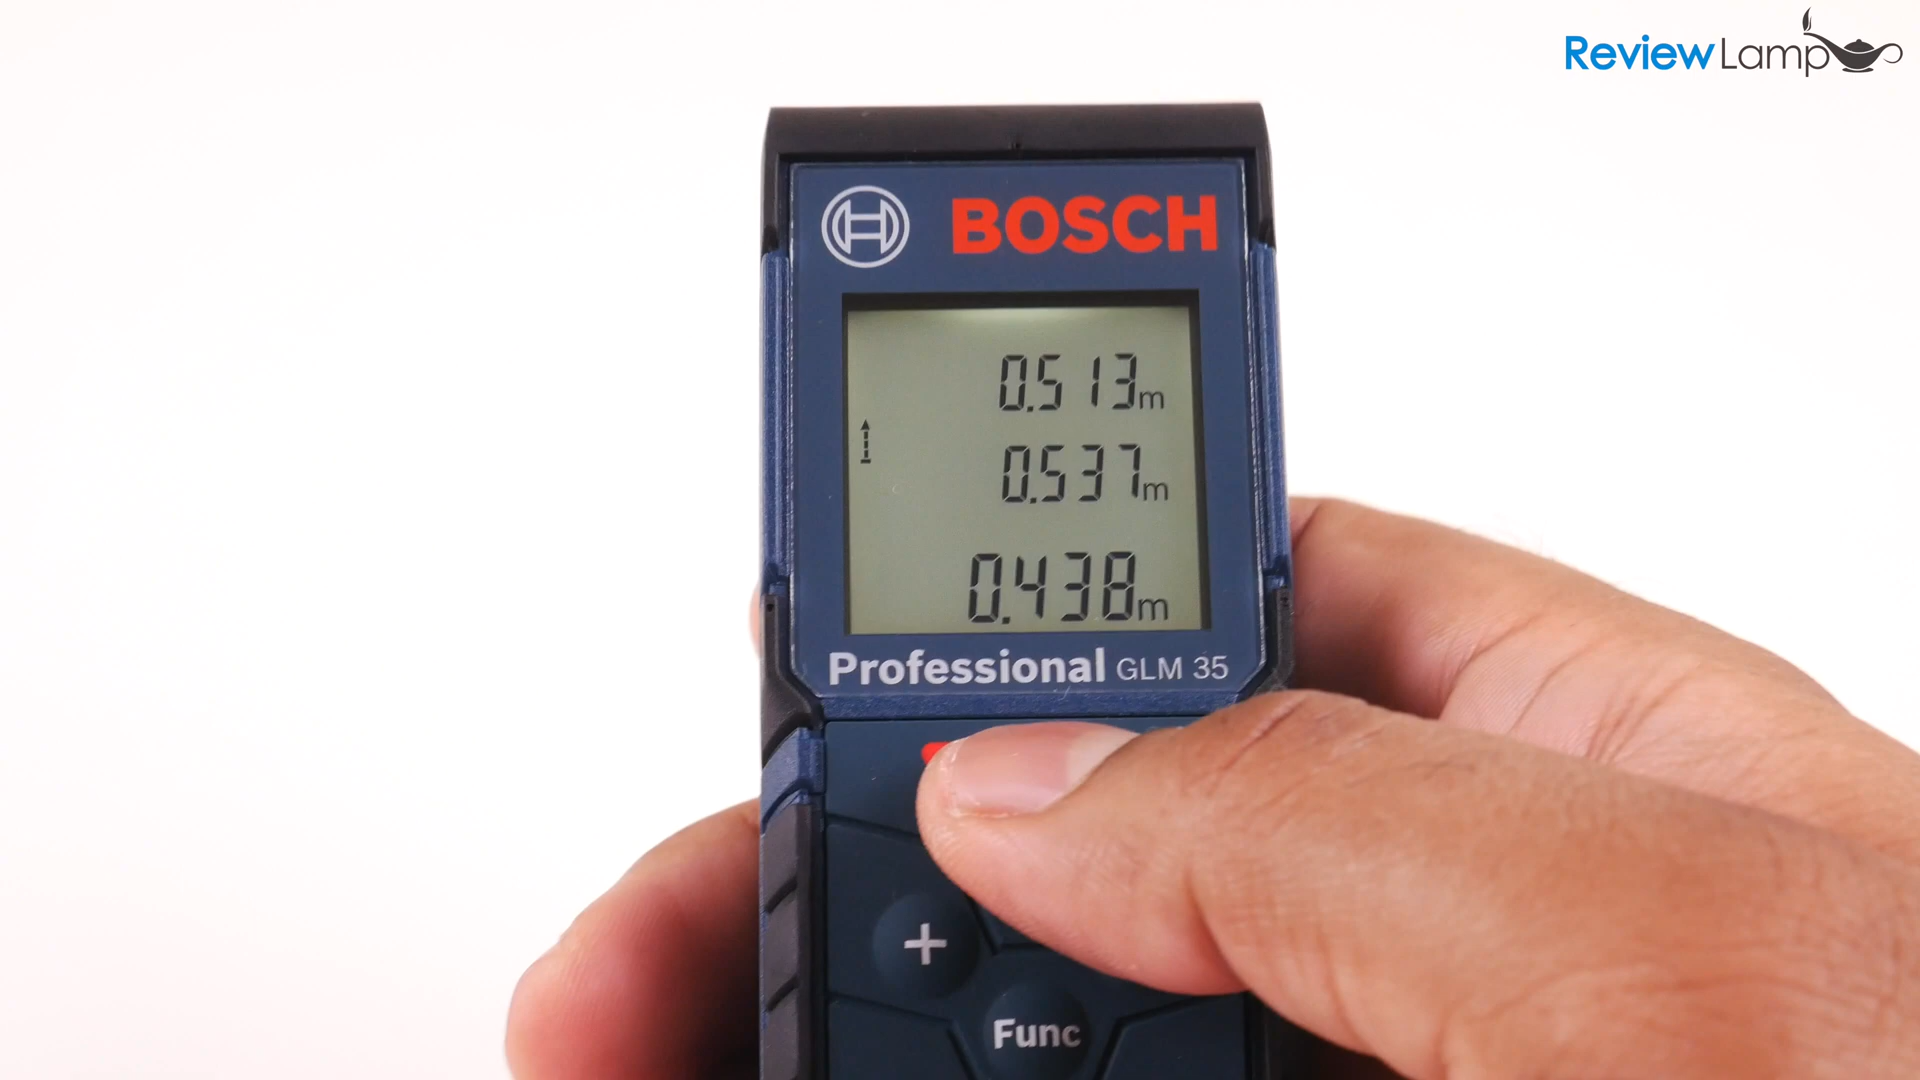 ReviewLamp
BOSCH
0.513m
0.537m
0.438m
Professional GLM 35
+
Func